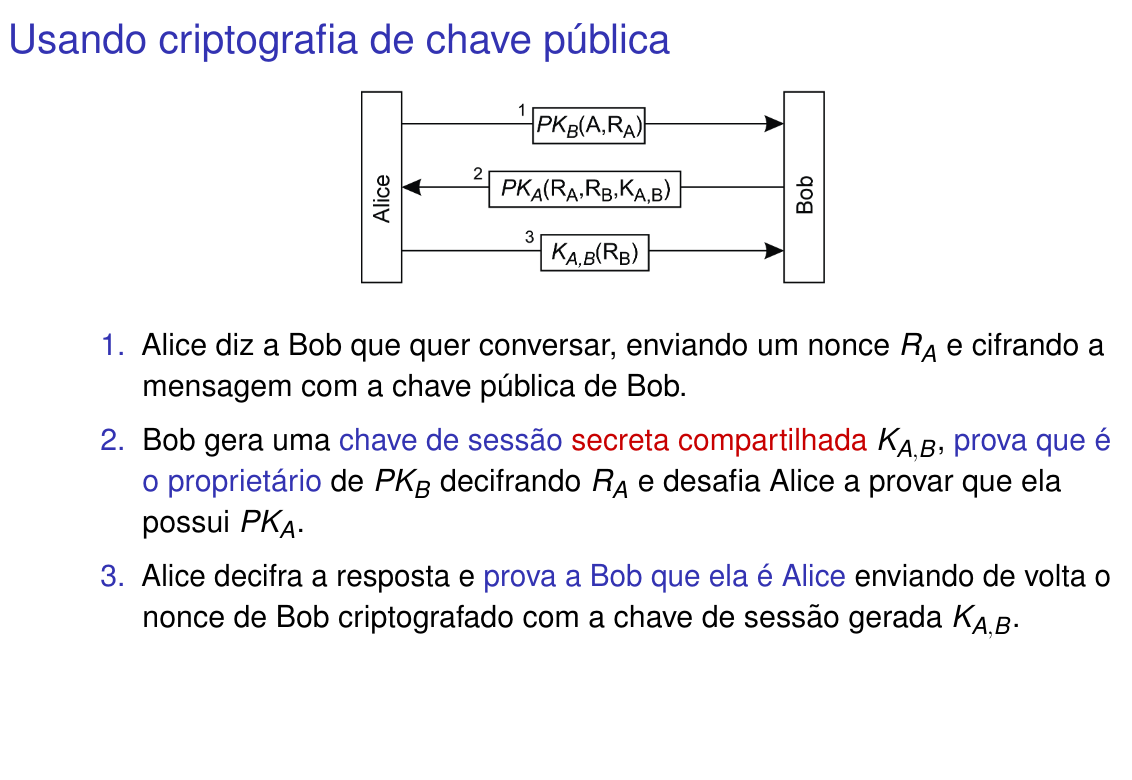 Usando criptografia de chave pública
1
PK_B(A,R_A)
2
PK_A(R_A,R_B,K_A,B)
3
K_A,B(R_B)
Alice
Bob
1. Alice diz a Bob que quer conversar, enviando um nonce R_A e cifrando a
mensagem com a chave pública de Bob.
2. Bob gera uma chave de sessão secreta compartilhada K_A,B, prova que é
o proprietário de PK_B decifrando R_A e desafia Alice a provar que ela
possui PK_A.
3. Alice decifra a resposta e prova a Bob que ela é Alice enviando de volta o
nonce de Bob criptografado com a chave de sessão gerada K_A,B.